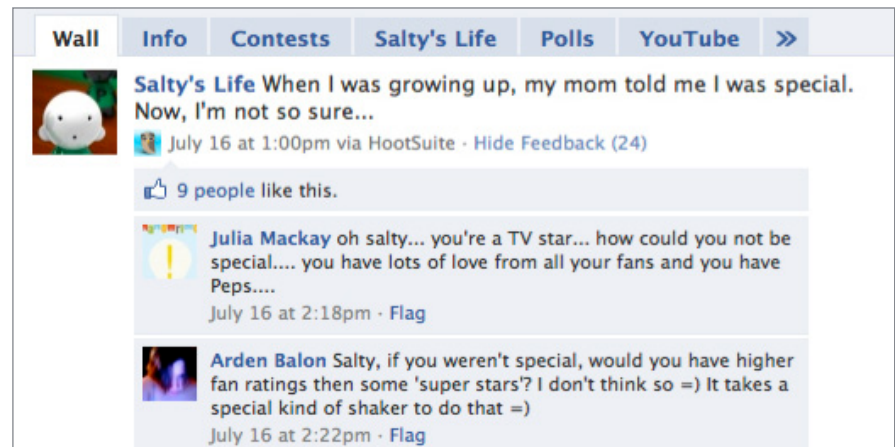 Wall Info Contests Salty's Life Polls YouTube »
Salty's Life When I was growing up, my mom told me I was special.
Now, I'm not so sure...
July 16 at 1:00pm via HootSuite · Hide Feedback (24)
9 people like this.
Julia Mackay oh salty... you're a TV star... how could you not be
special.... you have lots of love from all your fans and you have
Peps....
July 16 at 2:18pm · Flag
Arden Balon Salty, if you weren't special, would you have higher
fan ratings then some 'super stars'? I don't think so =) It takes a
special kind of shaker to do that =)
July 16 at 2:22pm · Flag